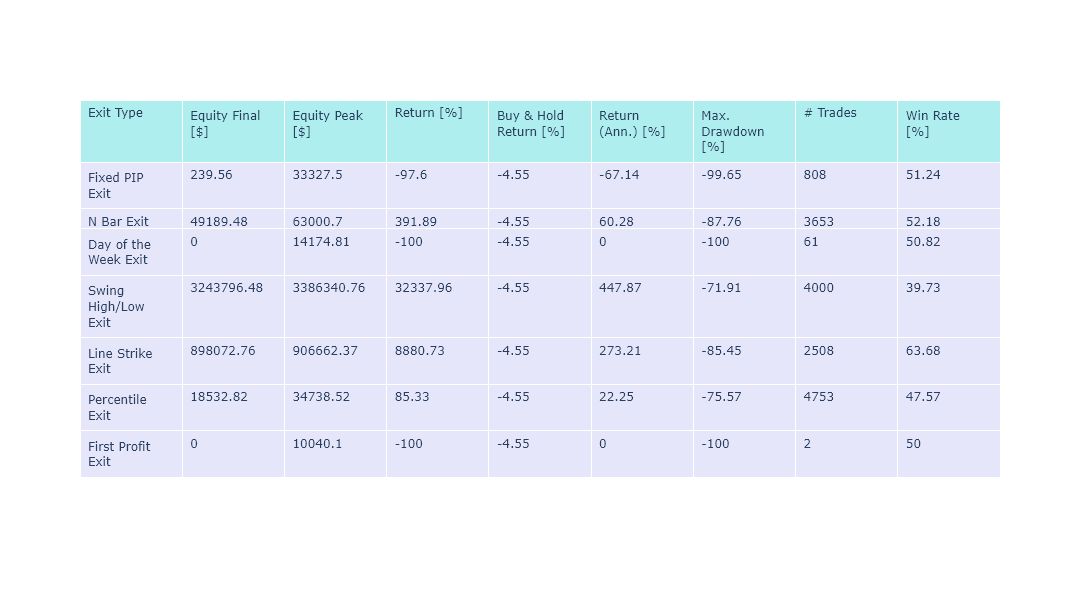 Exit Type Equity Final [$] Equity Peak [$] Return [%] Buy & Hold Return [%] Return (Ann.) [%] Max. Drawdown [%] # Trades Win Rate [%]
Fixed PIP Exit 239.56 33327.5 -97.6 -4.55 -67.14 -99.65 808 51.24
N Bar Exit 49189.48 63000.7 391.89 -4.55 60.28 -87.76 3653 52.18
Day of the Week Exit 0 14174.81 -100 -4.55 0 -100 61 50.82
Swing High/Low Exit 3243796.48 3386340.76 32337.96 -4.55 447.87 -71.91 4000 39.73
Line Strike Exit 898072.76 906662.37 8880.73 -4.55 273.21 -85.45 2508 63.68
Percentile Exit 18532.82 34738.52 85.33 -4.55 22.25 -75.57 4753 47.57
First Profit Exit 0 10040.1 -100 -4.55 0 -100 2 50